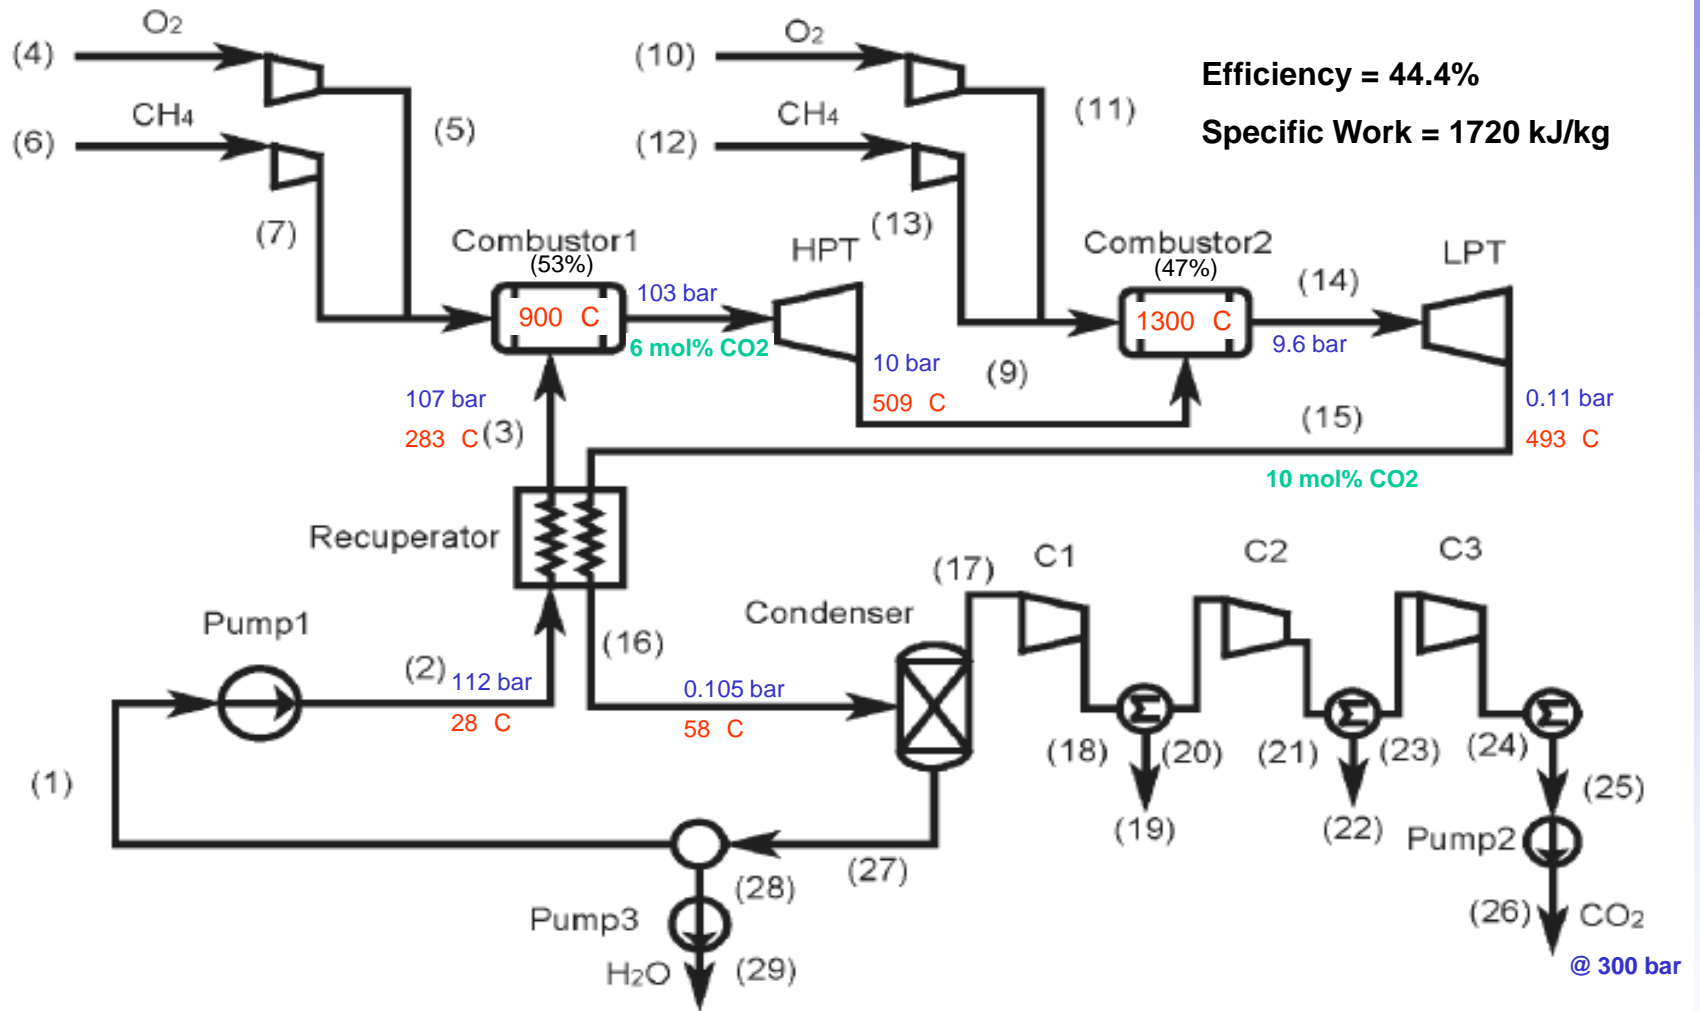 O2
(4)
CH4
(6)
(5)
(7)
O2
(10)
CH4
(12)
(11)
(13)
Efficiency = 44.4%
Specific Work = 1720 kJ/kg
Combustor1
(53%)
900 C
103 bar
6 mol% CO2
HPT
10 bar
509 C
(9)
Combustor2
(47%)
1300 C
(14)
9.6 bar
LPT
0.11 bar
493 C
(15)
10 mol% CO2
107 bar
283 C (3)
Recuperator
Pump1
(2)
112 bar
28 C
(16)
0.105 bar
58 C
Condenser
(17)
C1
C2
C3
(18)
(20)
(21)
(23)
(24)
(19)
(22)
(25)
Pump2
(26)
CO2
@ 300 bar
(1)
(27)
(28)
Pump3
H2O
(29)